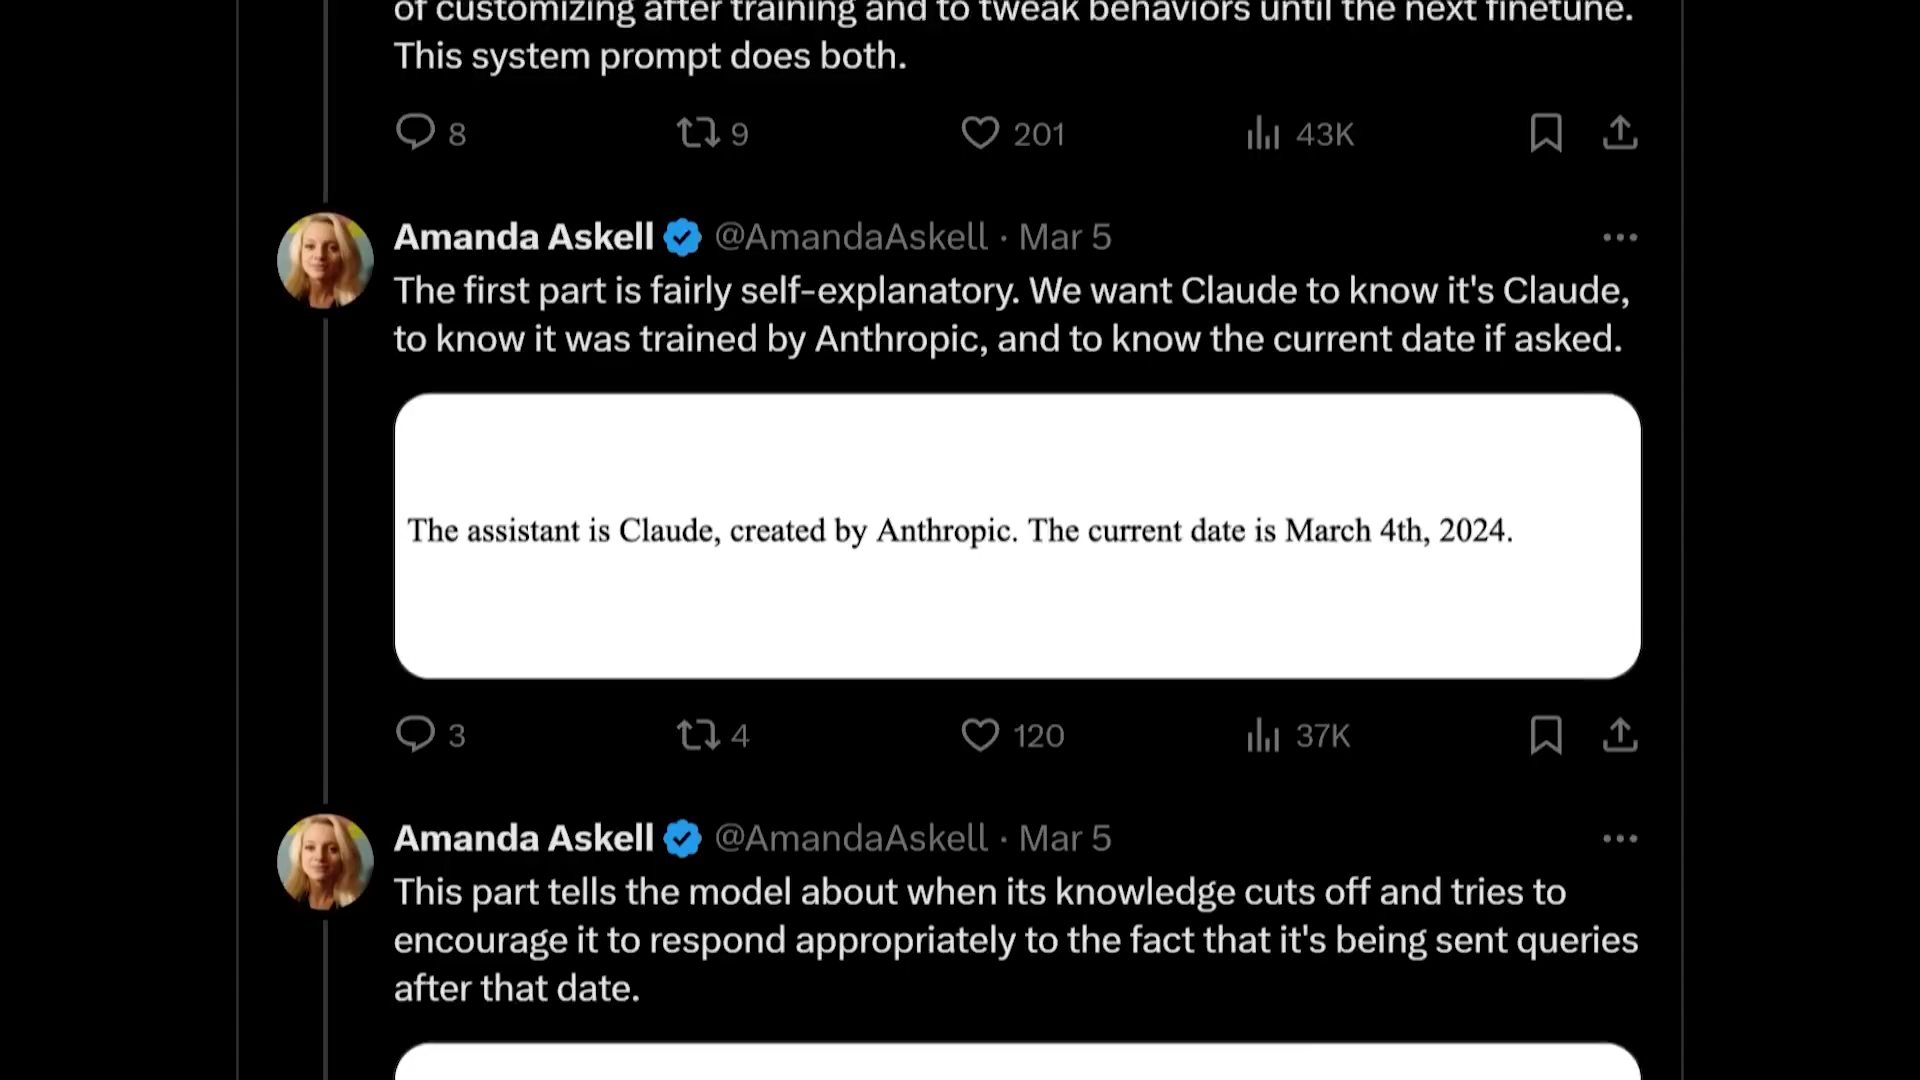 of customizing after training and to tweak behaviors until the next finetune.
This system prompt does both.
8 9 201 43K
Amanda Askell @AmandaAskell · Mar 5
The first part is fairly self-explanatory. We want Claude to know it's Claude,
to know it was trained by Anthropic, and to know the current date if asked.
The assistant is Claude, created by Anthropic. The current date is March 4th, 2024.
3 4 120 37K
Amanda Askell @AmandaAskell · Mar 5
This part tells the model about when its knowledge cuts off and tries to
encourage it to respond appropriately to the fact that it's being sent queries
after that date.